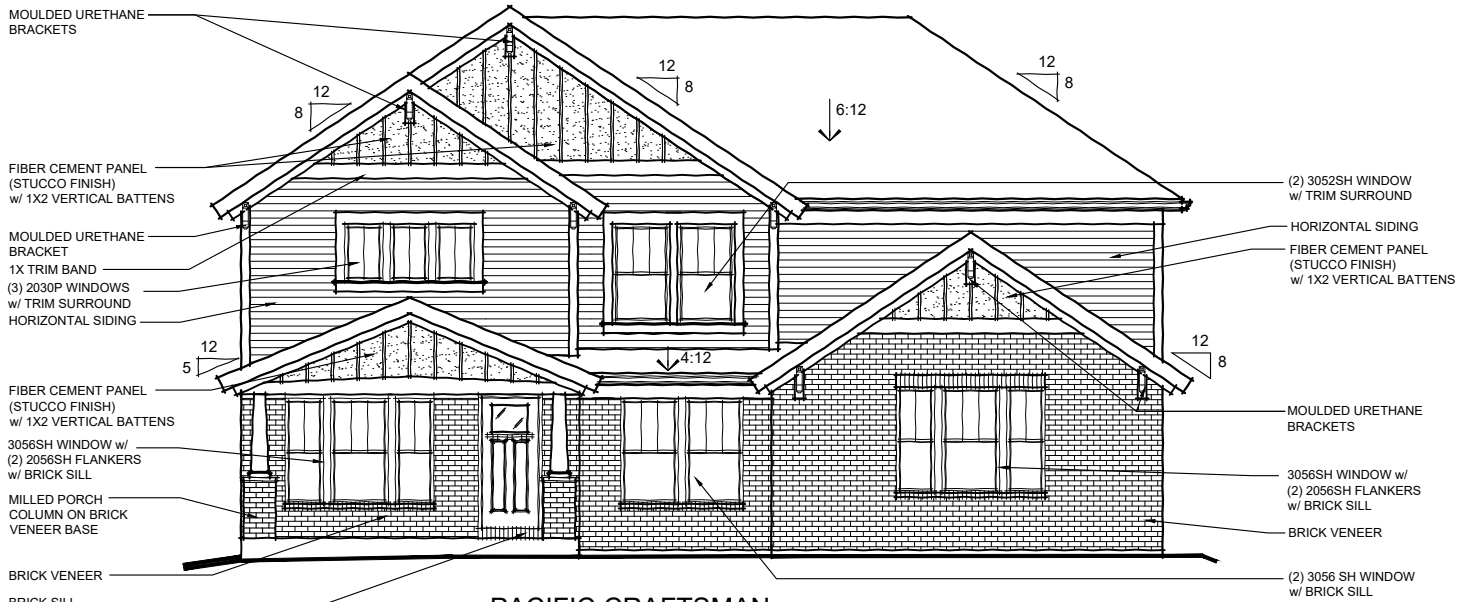 MOULDED URETHANE
BRACKETS
12
8
12
8
12
8
6:12
FIBER CEMENT PANEL
(STUCCO FINISH)
w/ 1X2 VERTICAL BATTENS
MOULDED URETHANE
BRACKET
1X TRIM BAND
(3) 2030P WINDOWS
w/ TRIM SURROUND
HORIZONTAL SIDING
12
5
4:12
FIBER CEMENT PANEL
(STUCCO FINISH)
w/ 1X2 VERTICAL BATTENS
3056SH WINDOW w/
(2) 2056SH FLANKERS
w/ BRICK SILL
MILLED PORCH
COLUMN ON BRICK
VENEER BASE
BRICK VENEER
BRICK SILL
(2) 3052SH WINDOW
w/ TRIM SURROUND
HORIZONTAL SIDING
FIBER CEMENT PANEL
(STUCCO FINISH)
w/ 1X2 VERTICAL BATTENS
12
8
MOULDED URETHANE
BRACKETS
3056SH WINDOW w/
(2) 2056SH FLANKERS
w/ BRICK SILL
BRICK VENEER
(2) 3056 SH WINDOW
w/ BRICK SILL
PACIFIC CRAFTSMAN